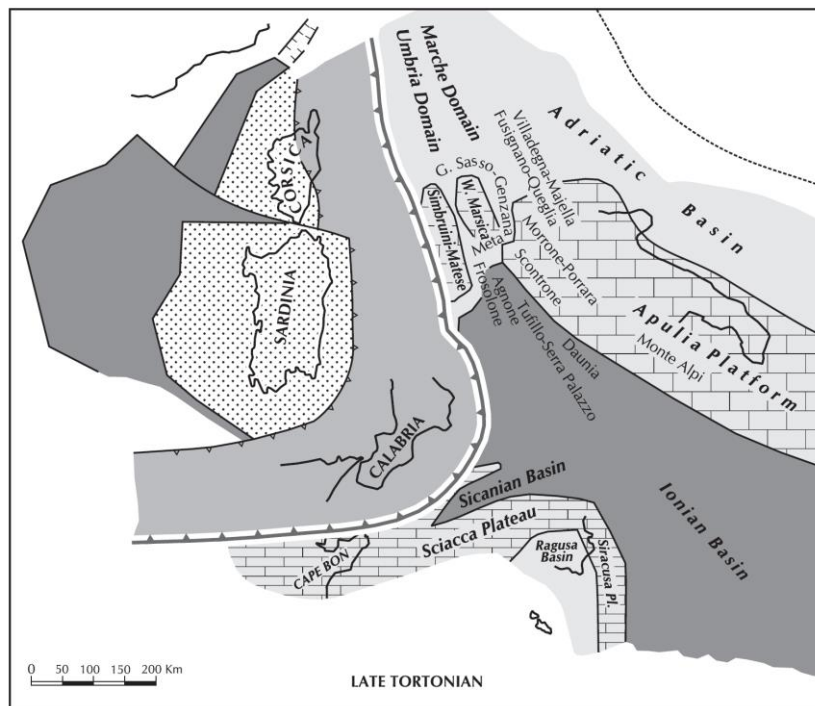 Marche Domain
Umbria Domain
Adriatic Basin
Villadegna-Majella
Fusignano-Queglia
G. Sasso-Genzana
CORSICA
W. Marsica
Simbruini-Matese
Meta
Morrone-Porrara
Scontrone
SARDINIA
Frosolone
Agnone
Tufillo-Serra Palazzo
Daunia
Apulia Platform
Monte Alpi
CALABRIA
Sicanian Basin
Ionian Basin
Sciacca Plateau
CAPE BON
Ragusa
Basin
Siracusa Pl.
0 50 100 150 200 Km
LATE TORTONIAN